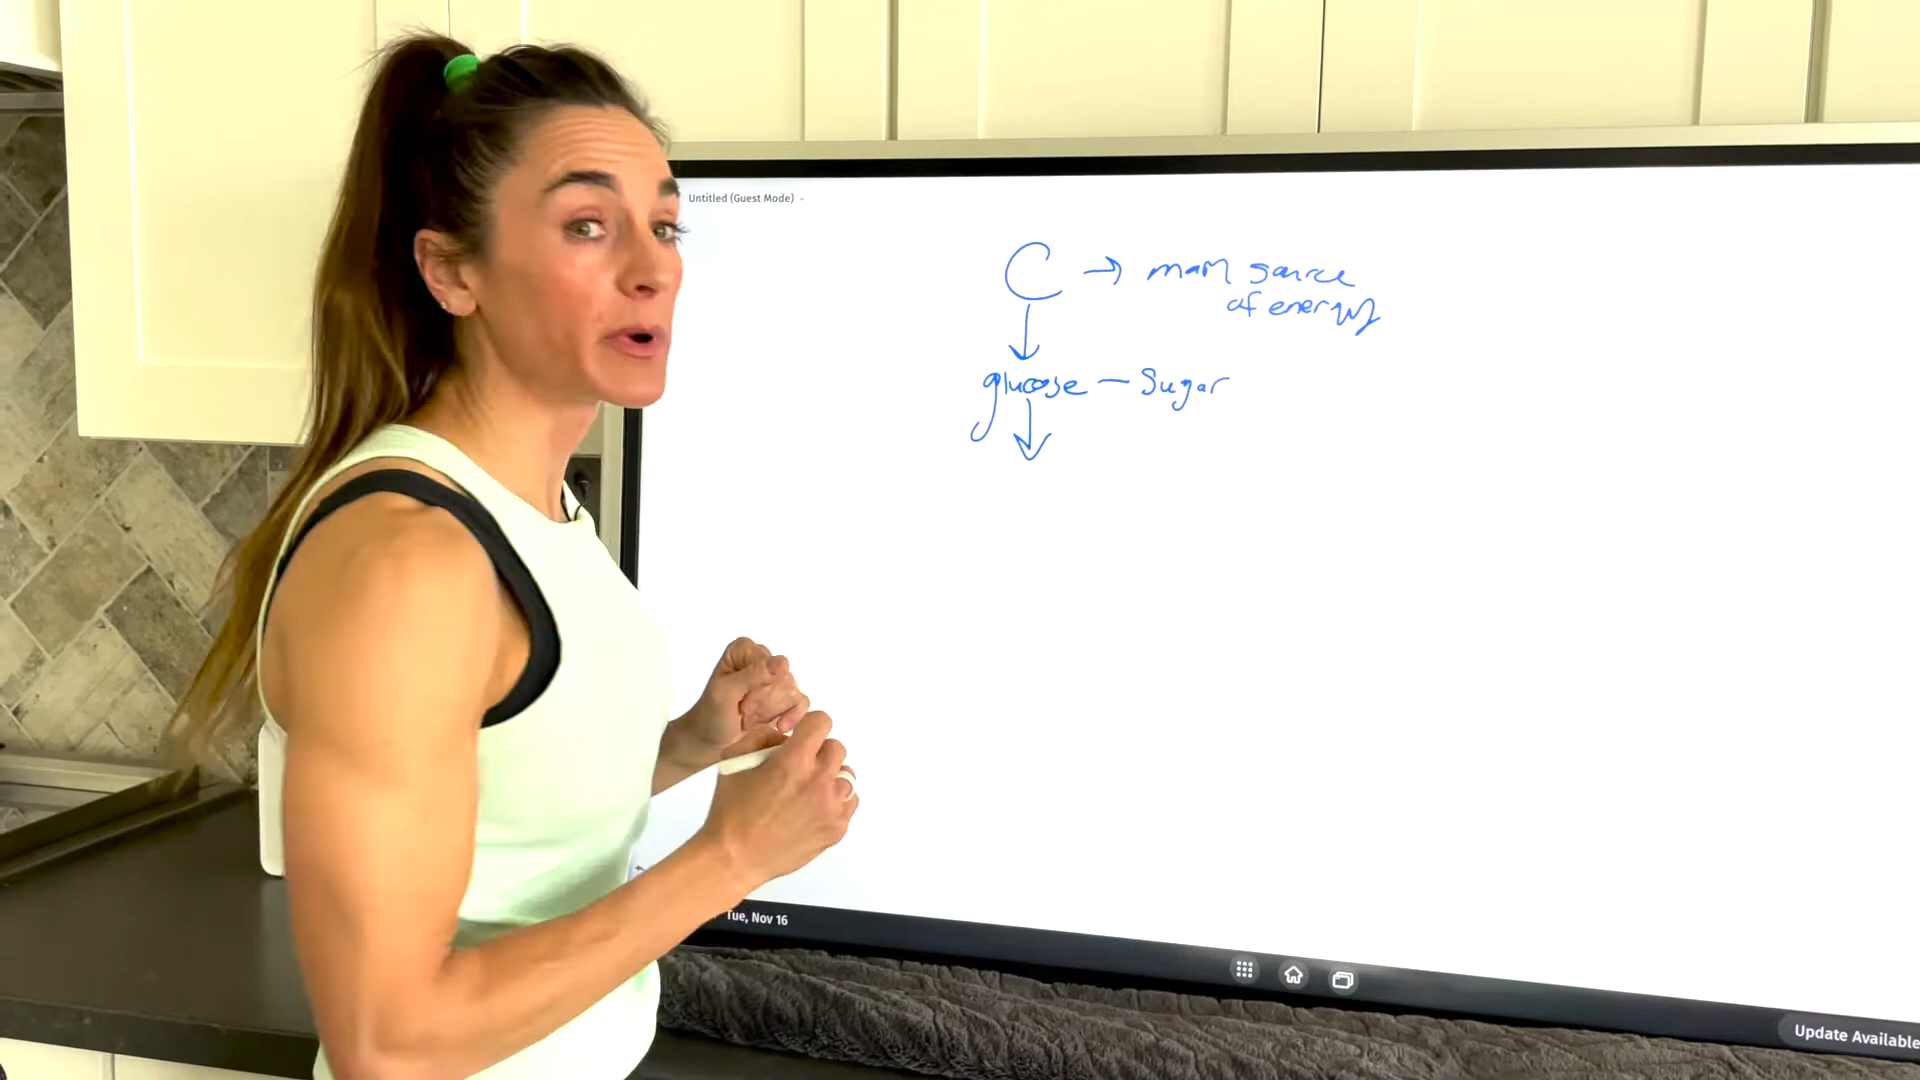 Untitled (Guest Mode)
C → main source
of energy
↓
glucose — Sugar
↓
Tue, Nov 16
Update Available